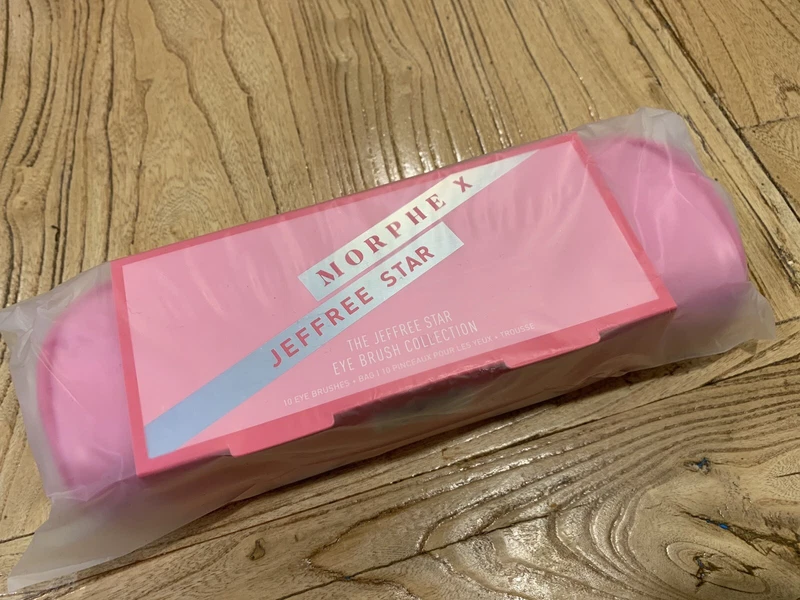 MORPHE X
JEFFREE STAR
THE JEFFREE STAR
EYE BRUSH COLLECTION
10 EYE BRUSHES • BAG | 10 PINCEAUX POUR LES YEUX • TROUSSE